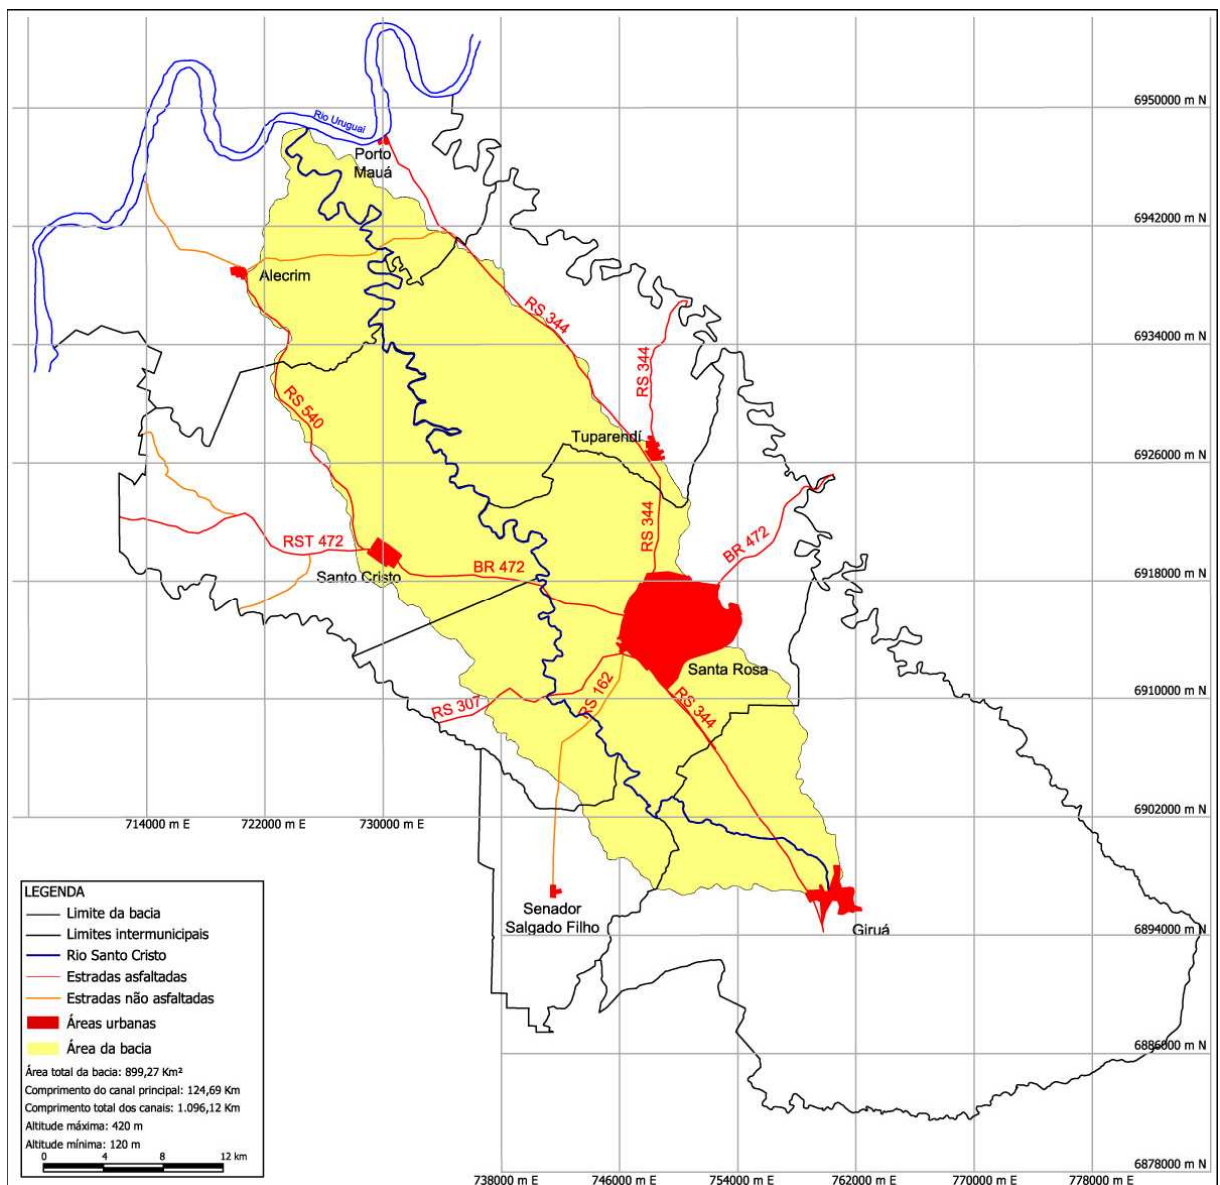 6950000 m N
Rio Uruguai
Porto
Mauá
6942000 m N
Alecrim
RS 344
6934000 m N
RS 344
RS 540
Tuparendí
6926000 m N
RS 344
BR 472
RST 472
BR 472
Santo Cristo
6918000 m N
Santa Rosa
RS 162
RS 307
RS 344
6910000 m N
6902000 m N
714000 m E
722000 m E
730000 m E
Senador
Salgado Filho
Giruá
6894000 m N
LEGENDA
Limite da bacia
Limites intermunicipais
Rio Santo Cristo
Estradas asfaltadas
Estradas não asfaltadas
Áreas urbanas
Área da bacia
Área total da bacia: 899,27 Km²
Comprimento do canal principal: 124,69 Km
Comprimento total dos canais: 1.096,12 Km
Altitude máxima: 420 m
Altitude mínima: 120 m
0 4 8 12 km
6886000 m N
6878000 m N
738000 m E
746000 m E
754000 m E
762000 m E
770000 m E
778000 m E